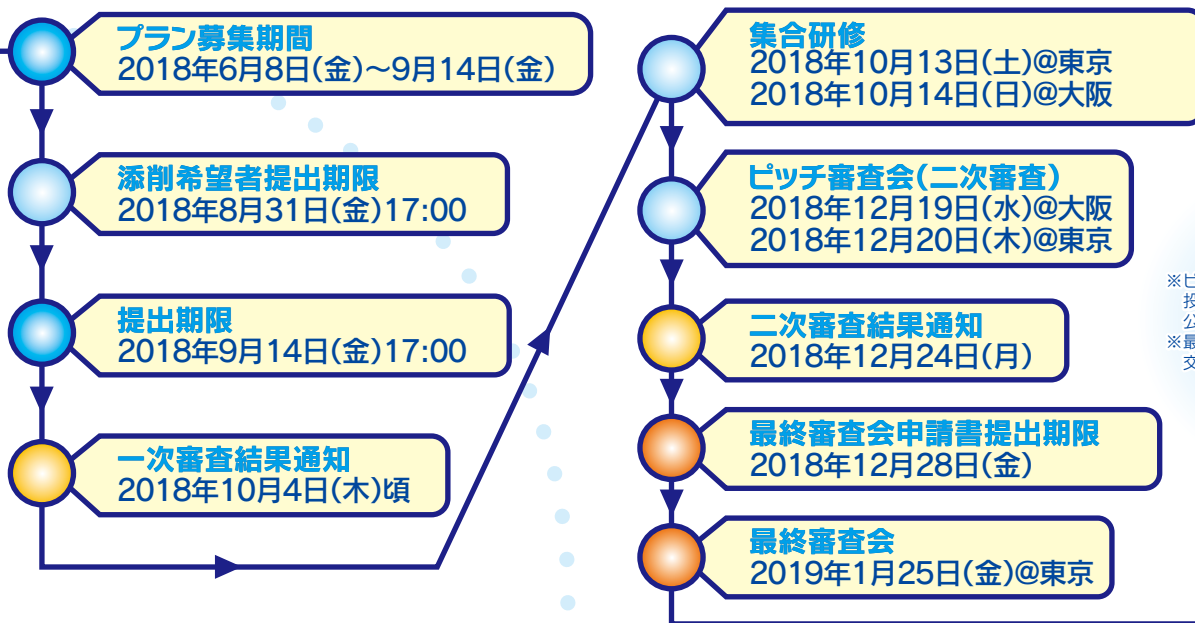 プラン募集期間
2018年6月8日(金)～9月14日(金)
添削希望者提出期限
2018年8月31日(金)17:00
提出期限
2018年9月14日(金)17:00
一次審査結果通知
2018年10月4日(木)頃
集合研修
2018年10月13日(土)@東京
2018年10月14日(日)@大阪
ピッチ審査会(二次審査)
2018年12月19日(水)@大阪
2018年12月20日(木)@東京
二次審査結果通知
2018年12月24日(月)
最終審査会申請書提出期限
2018年12月28日(金)
最終審査会
2019年1月25日(金)@東京
※ピ
投
公
※最
交